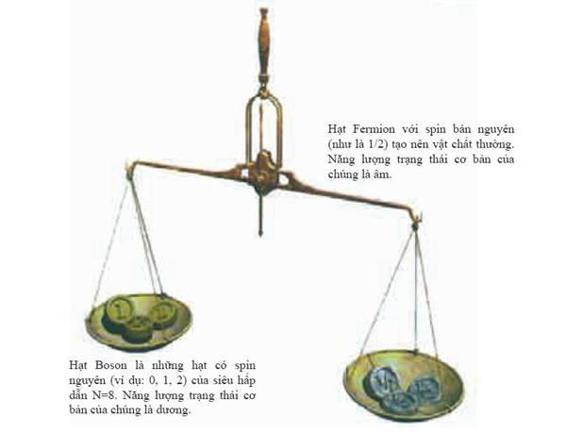 Hạt Fermion với spin bán nguyên
(như là 1/2) tạo nên vật chất thường.
Năng lượng trạng thái cơ bản của
chúng là âm.
Hạt Boson là những hạt có spin
nguyên (ví dụ: 0, 1, 2) của siêu hấp
dẫn N=8. Năng lượng trạng thái cơ
bản của chúng là dương.